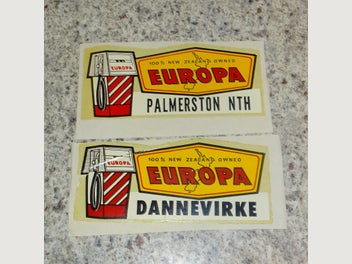 100% NEW ZEALAND OWNED
EUROPA
EUROPA
PALMERSTON NTH
100% NEW ZEALAND OWNED
EUROPA
EUROPA
DANNEVIRKE